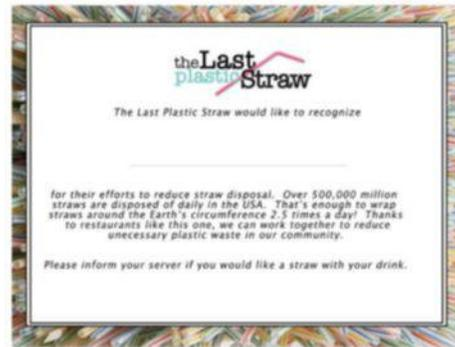 the Last
plastic Straw
The Last Plastic Straw would like to recognize
for their efforts to reduce straw disposal. Over 500,000 million
straws are disposed of daily in the USA. That's enough to wrap
straws around the Earth's circumference 2.5 times a day! Thanks
to restaurants like this one, we can work together to reduce
unecessary plastic waste in our community.
Please inform your server if you would like a straw with your drink.